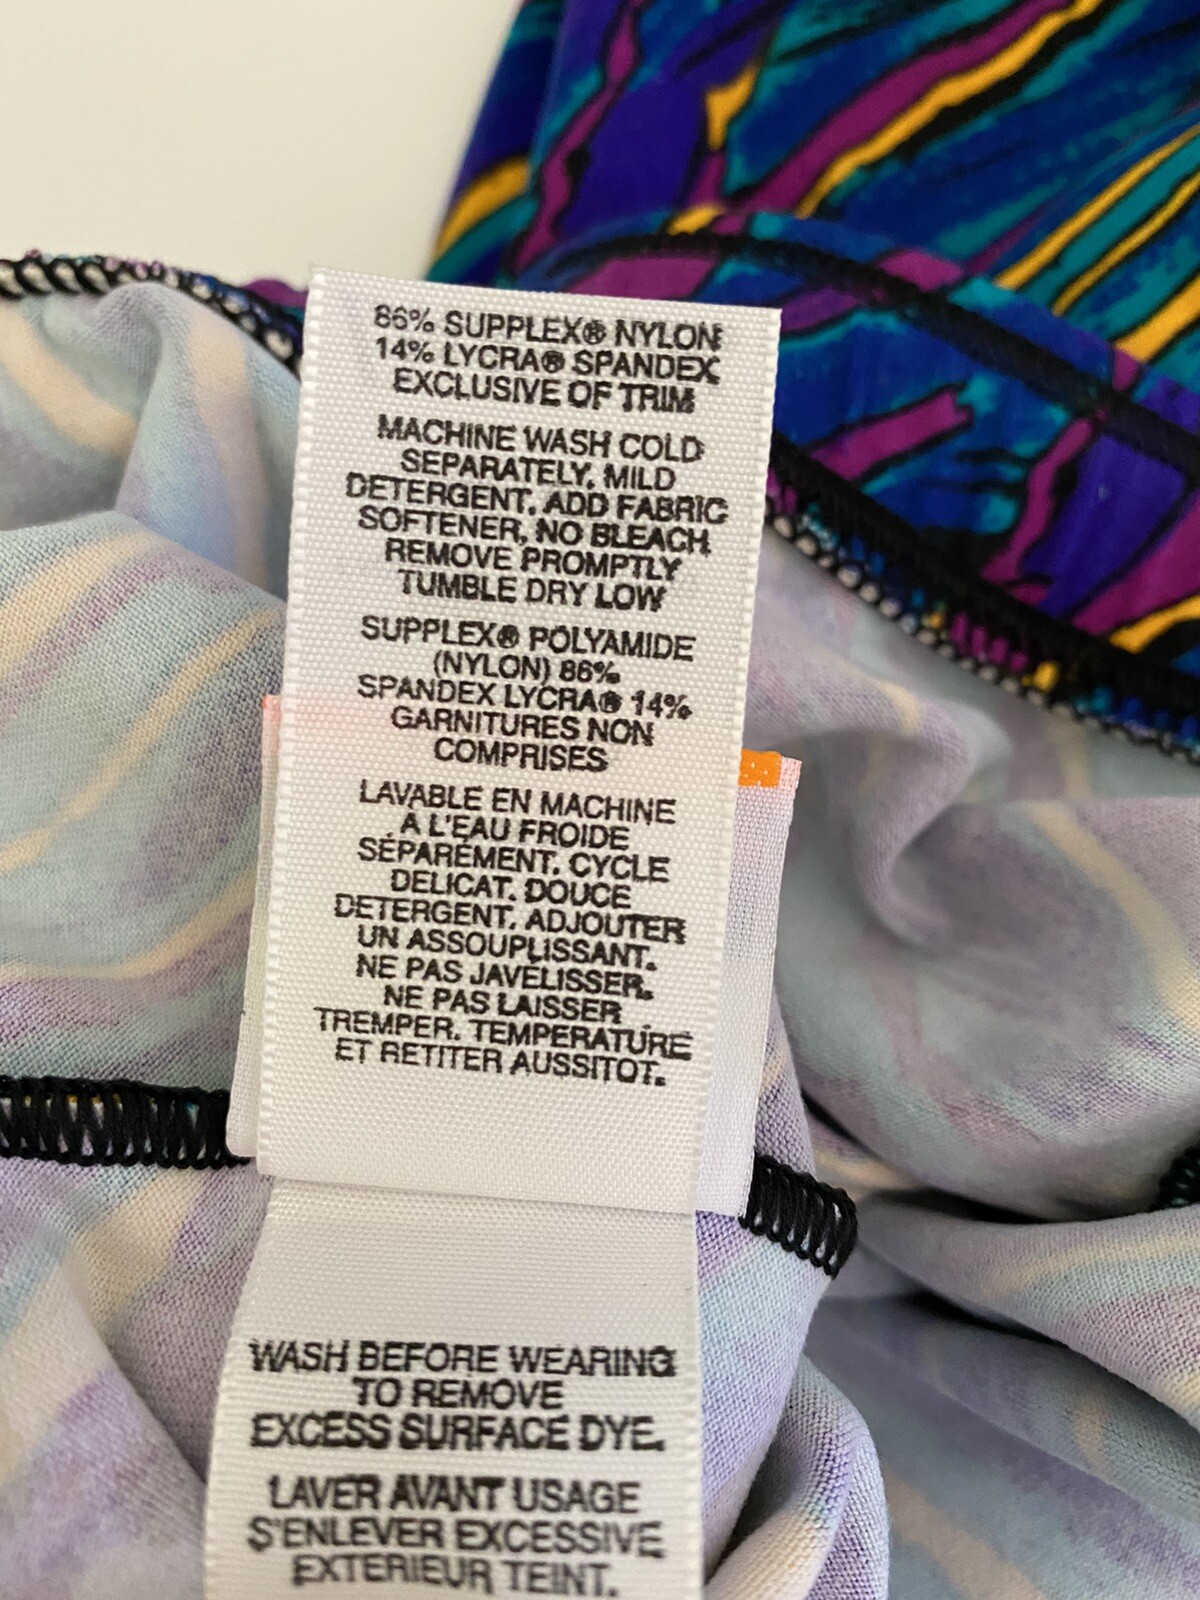 86% SUPPLEX® NYLON
14% LYCRA® SPANDEX
EXCLUSIVE OF TRIM
MACHINE WASH COLD
SEPARATELY, MILD
DETERGENT, ADD FABRIC
SOFTENER, NO BLEACH
REMOVE PROMPTLY
TUMBLE DRY LOW
SUPPLEX® POLYAMIDE
(NYLON) 86%
SPANDEX LYCRA® 14%
GARNITURES NON
COMPRISES
LAVABLE EN MACHINE
A L'EAU FROIDE
SÉPARÉMENT. CYCLE
DELICAT. DOUCE
DETERGENT. ADJOUTER
UN ASSOUPLISSANT.
NE PAS JAVÉLISSER.
NE PAS LAISSER
TREMPER. TEMPERATURE
ET RETITER AUSSITOT.
WASH BEFORE WEARING
TO REMOVE
EXCESS SURFACE DYE.
LAVER AVANT USAGE
S'ENLEVER EXCESSIVE
EXTERIEUR TEINT.